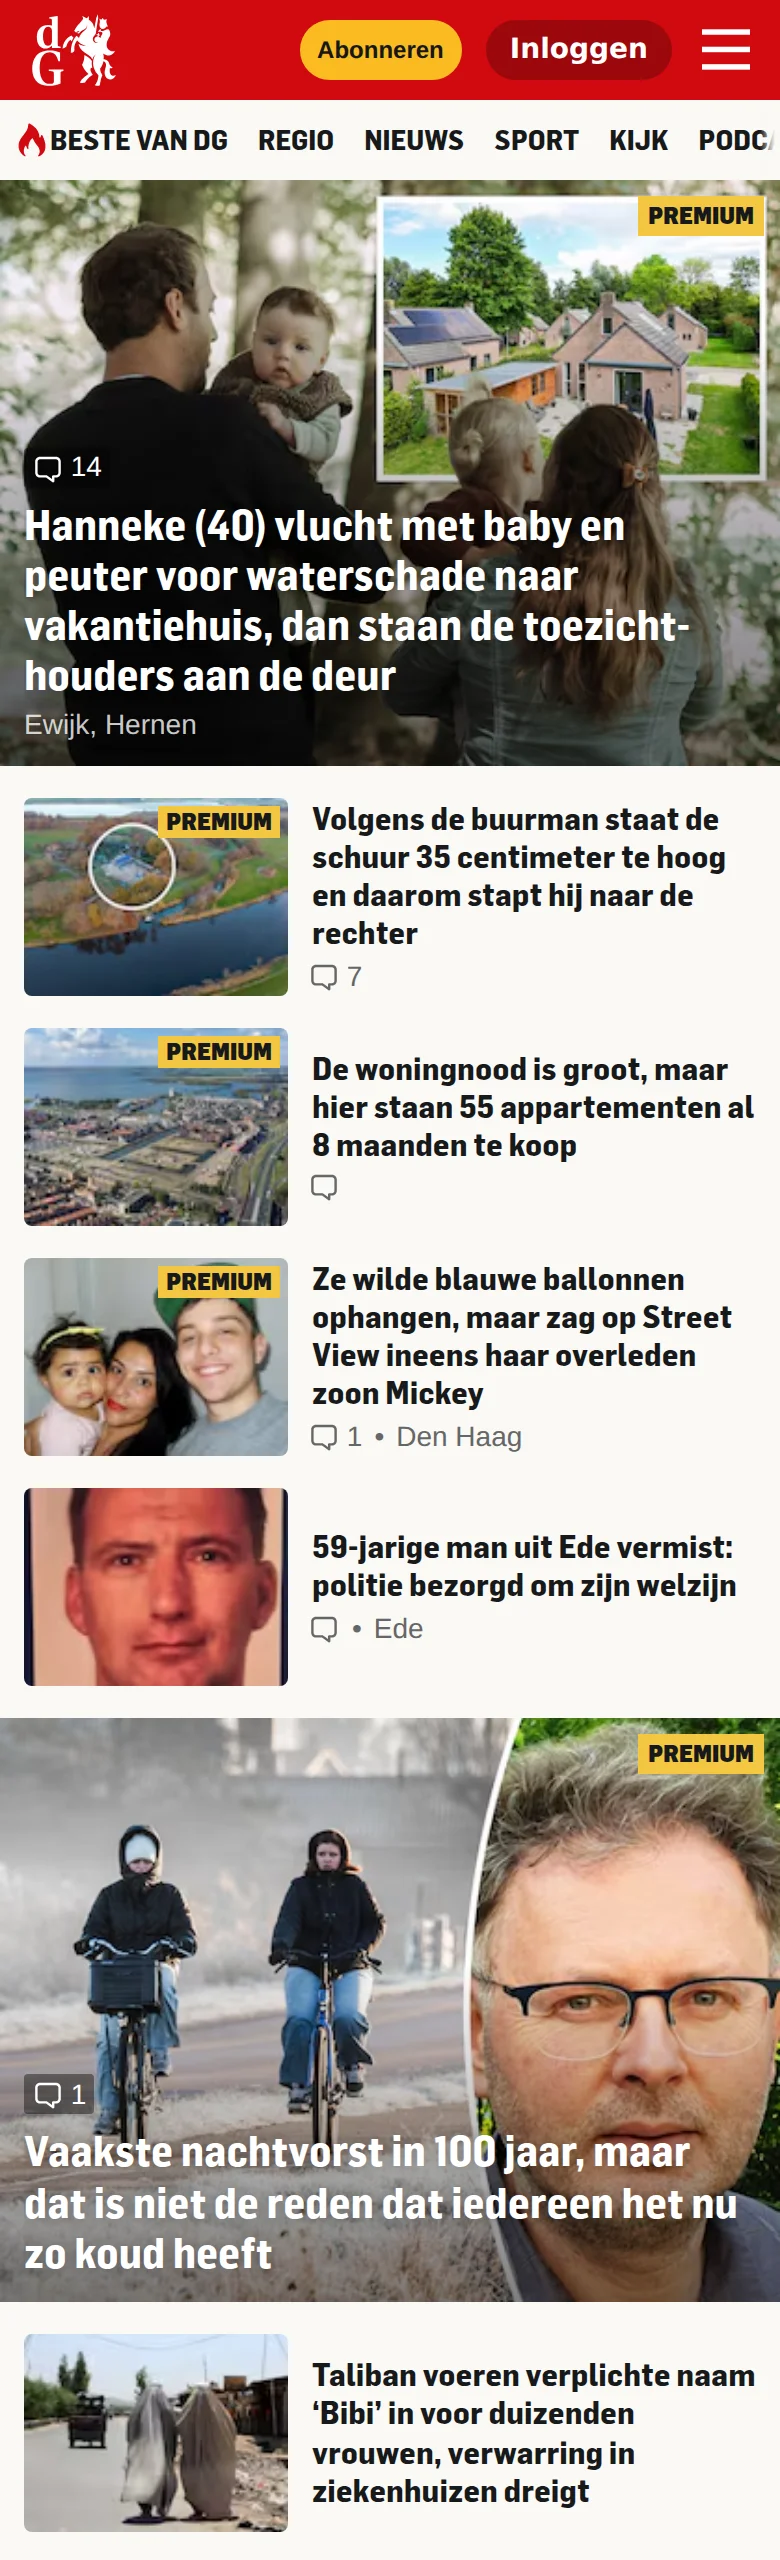 dG
Abonneren
Inloggen
BESTE VAN DG REGIO NIEUWS SPORT KIJK PODCA
PREMIUM
14
Hanneke (40) vlucht met baby en
peuter voor waterschade naar
vakantiehuis, dan staan de toezicht-
houders aan de deur
Ewijk, Hernen
PREMIUM
Volgens de buurman staat de
schuur 35 centimeter te hoog
en daarom stapt hij naar de
rechter
7
PREMIUM
De woningnood is groot, maar
hier staan 55 appartementen al
8 maanden te koop
PREMIUM
Ze wilde blauwe ballonnen
ophangen, maar zag op Street
View ineens haar overleden
zoon Mickey
1 • Den Haag
59-jarige man uit Ede vermist:
politie bezorgd om zijn welzijn
• Ede
PREMIUM
1
Vaakste nachtvorst in 100 jaar, maar
dat is niet de reden dat iedereen het nu
zo koud heeft
Taliban voeren verplichte naam
‘Bibi’ in voor duizenden
vrouwen, verwarring in
ziekenhuizen dreigt